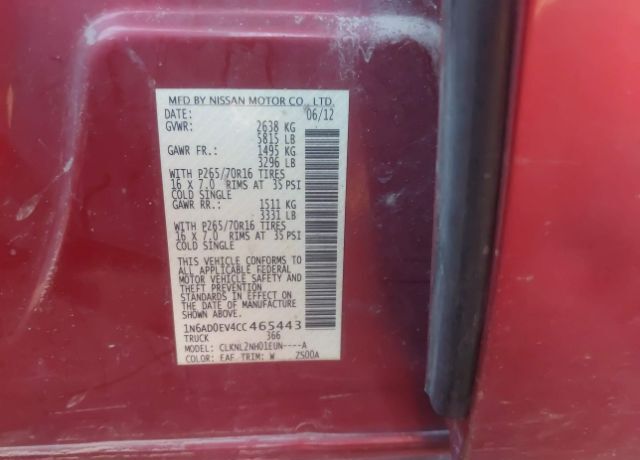 MFD BY NISSAN MOTOR CO., LTD.
DATE: 06/12
GVWR: 2638 KG
5815 LB
GAWR FR.: 1495 KG
3296 LB
WITH P265/70R16 TIRES
16 X 7.0 RIMS AT 35 PSI
COLD SINGLE
GAWR RR.: 1511 KG
3331 LB
WITH P265/70R16 TIRES
16 X 7.0 RIMS AT 35 PSI
COLD SINGLE
THIS VEHICLE CONFORMS TO
ALL APPLICABLE FEDERAL
MOTOR VEHICLE SAFETY AND
THEFT PREVENTION
STANDARDS IN EFFECT ON
THE DATE OF MANUFACTURE
SHOWN ABOVE.
1N6AD0EV4CC465443
TRUCK 366
MODEL: CLKNL2NH01EUN----A
COLOR: EAF TRIM: W ZS00A